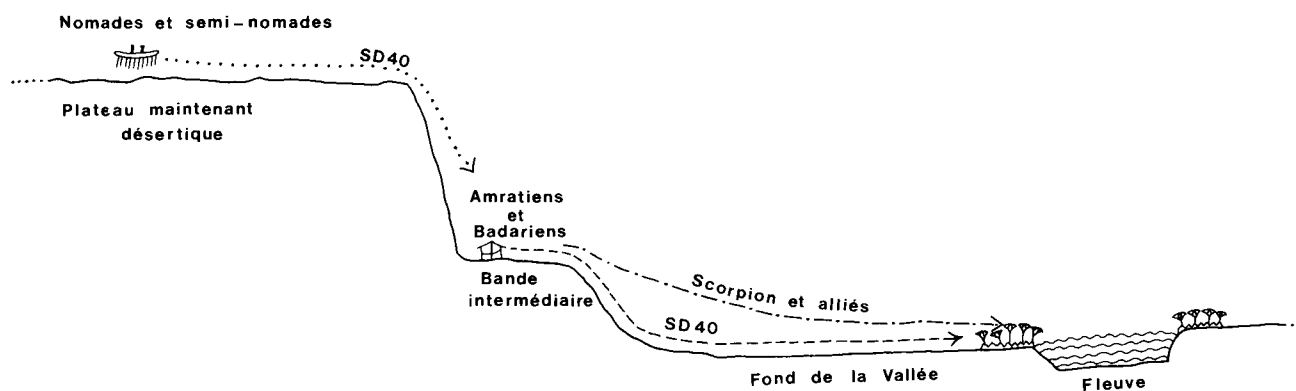 Nomades et semi-nomades
SD40
Plateau maintenant
désertique
Amratiens
et
Badariens
Bande
intermédiaire
Scorpion et alliés
SD40
Fond de la Vallée
Fleuve